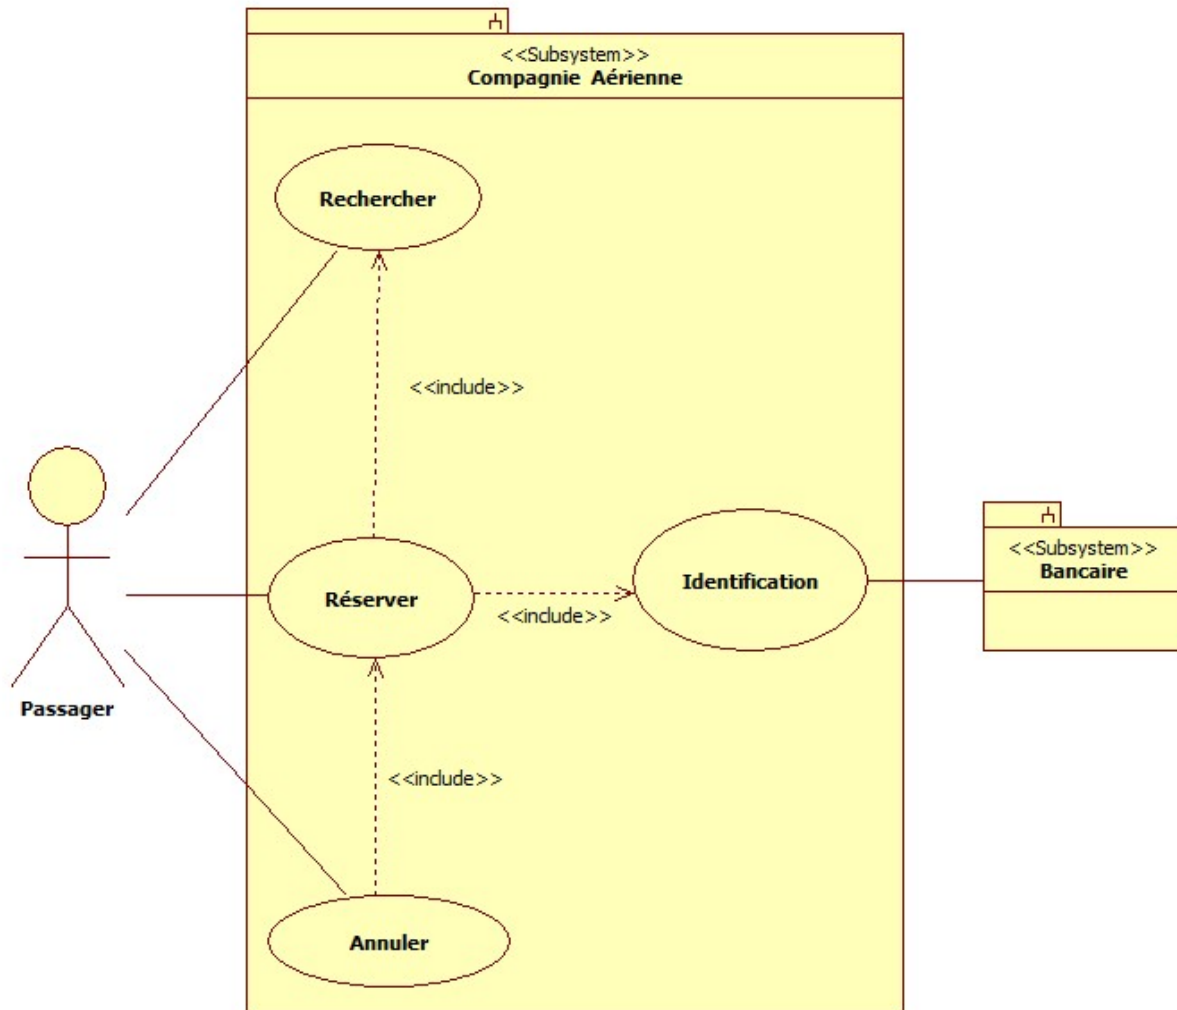 <<Subsystem>>
Compagnie Aérienne
Rechercher
<<include>>
Réserver
<<include>>
Identification
<<Subsystem>>
Bancaire
Passager
<<include>>
Annuler